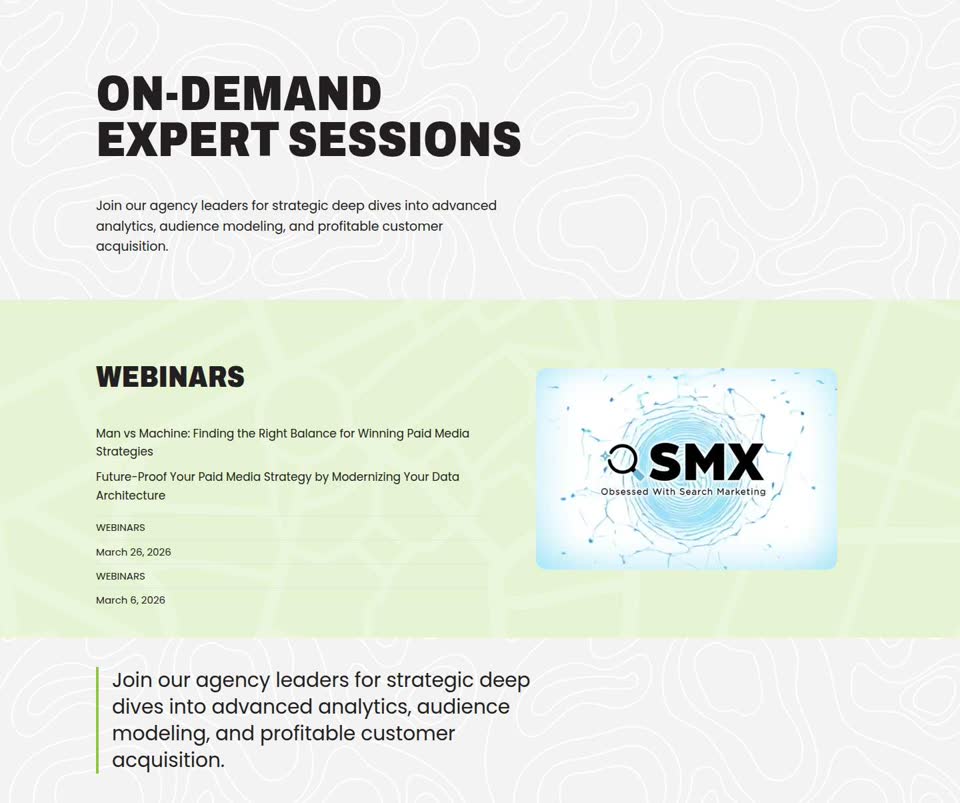 ON-DEMAND
EXPERT SESSIONS
Join our agency leaders for strategic deep dives into advanced
analytics, audience modeling, and profitable customer
acquisition.
WEBINARS
Man vs Machine: Finding the Right Balance for Winning Paid Media
Strategies
Future-Proof Your Paid Media Strategy by Modernizing Your Data
Architecture
WEBINARS
March 26, 2026
WEBINARS
March 6, 2026
SMX
Obsessed With Search Marketing
Join our agency leaders for strategic deep
dives into advanced analytics, audience
modeling, and profitable customer
acquisition.